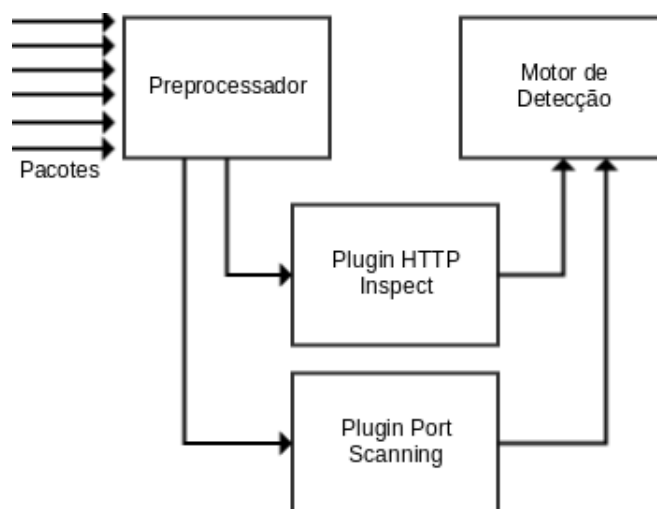 Preprocessador
Motor de
Detecção
Pacotes
Plugin HTTP
Inspect
Plugin Port
Scanning